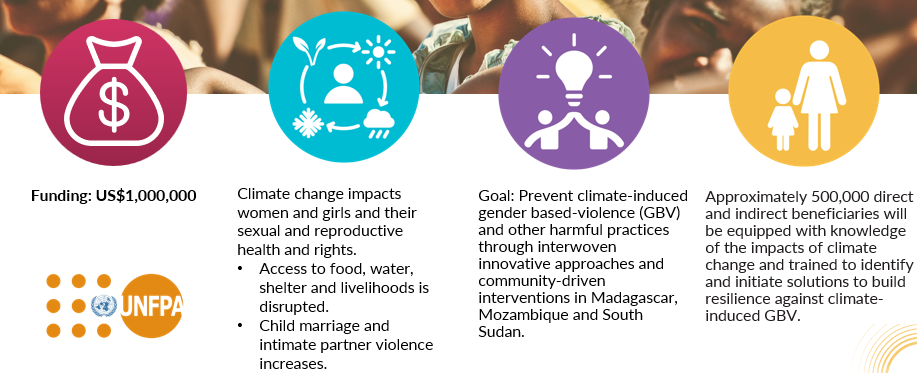 $
Funding: US$1,000,000
UNFPA
Climate change impacts
women and girls and their
sexual and reproductive
health and rights.
• Access to food, water,
shelter and livelihoods is
disrupted.
• Child marriage and
intimate partner violence
increases.
Goal: Prevent climate-induced
gender based-violence (GBV)
and other harmful practices
through interwoven
innovative approaches and
community-driven
interventions in Madagascar,
Mozambique and South
Sudan.
Approximately 500,000 direct
and indirect beneficiaries will
be equipped with knowledge
of the impacts of climate
change and trained to identify
and initiate solutions to build
resilience against climate-
induced GBV.